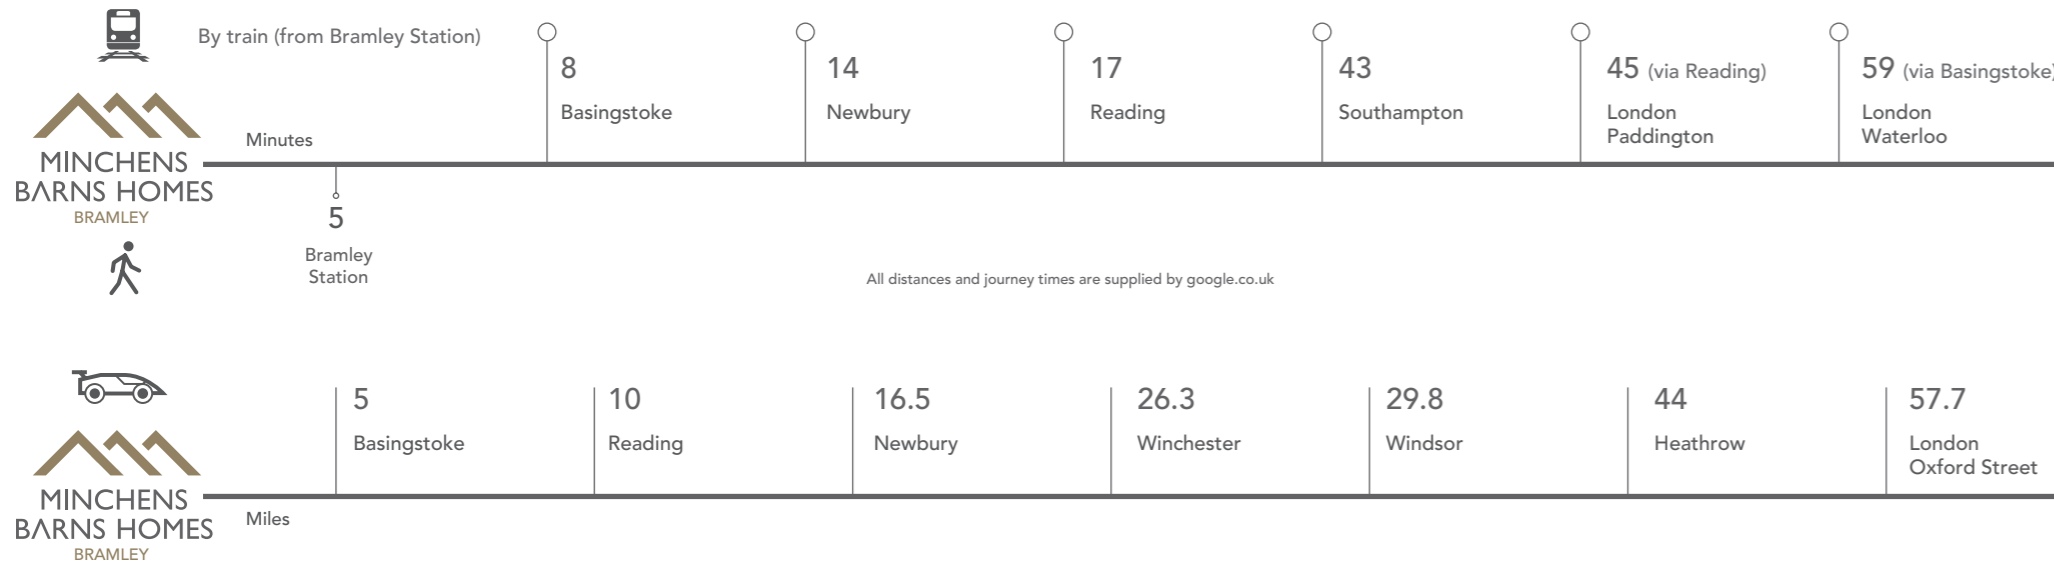 By train (from Bramley Station)
8
Basingstoke
14
Newbury
17
Reading
43
Southampton
45 (via Reading)
London
Paddington
59 (via Basingstoke)
London
Waterloo
Minutes
MINCHENS
BARNS HOMES
BRAMLEY
5
Bramley
Station
All distances and journey times are supplied by google.co.uk
5
Basingstoke
10
Reading
16.5
Newbury
26.3
Winchester
29.8
Windsor
44
Heathrow
57.7
London
Oxford Street
MINCHENS
BARNS HOMES
BRAMLEY
Miles